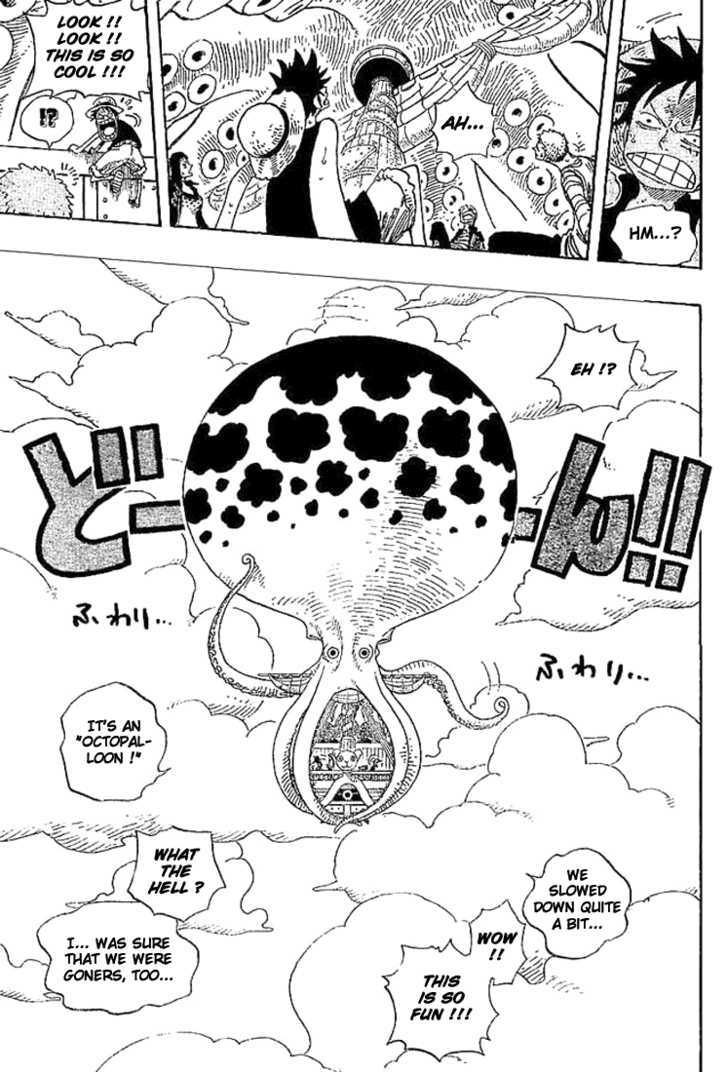 HM...?
AH...
LOOK !!
LOOK !!
THIS IS SO
COOL !!!
!?
EH !?
どーーん!!
ふわり...
ふわり...
IT'S AN
"OCTOPAL-
LOON !"
WE
SLOWED
DOWN QUITE
A BIT...
WOW
!!
THIS
IS SO
FUN !!!
WHAT
THE
HELL ?
I... WAS SURE
THAT WE WERE
GONERS, TOO...